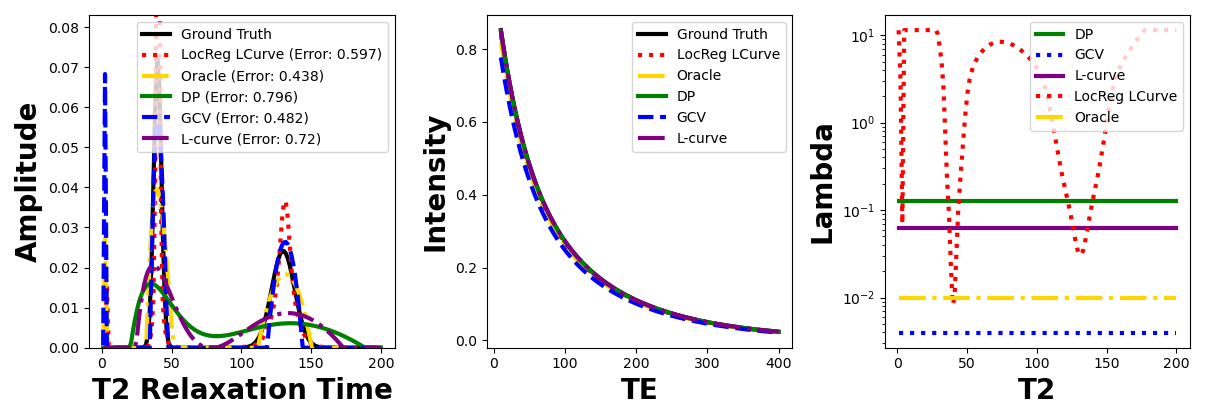 Amplitude
0.08
0.07
0.06
0.05
0.04
0.03
0.02
0.01
0.00
Ground Truth
LocReg LCurve (Error: 0.597)
Oracle (Error: 0.438)
DP (Error: 0.796)
GCV (Error: 0.482)
L-curve (Error: 0.72)
0 50 100 150 200
T2 Relaxation Time
Intensity
0.8
0.6
0.4
0.2
0.0
Ground Truth
LocReg LCurve
Oracle
DP
GCV
L-curve
0 100 200 300 400
TE
Lambda
10¹
10⁰
10⁻¹
10⁻²
DP
GCV
L-curve
LocReg LCurve
Oracle
0 50 100 150 200
T2